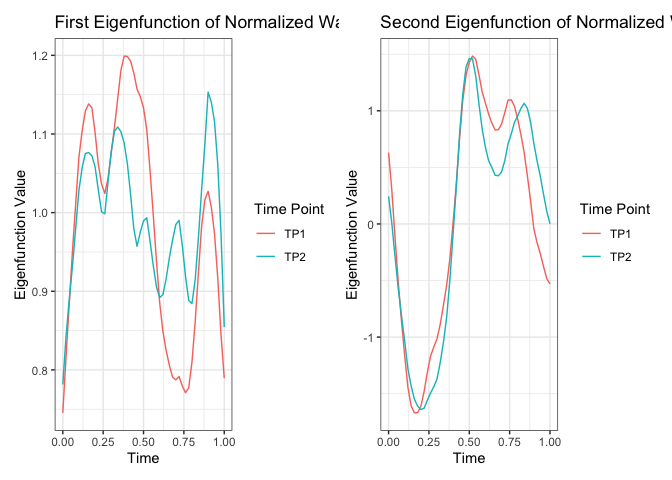 First Eigenfunction of Normalized Wa
Eigenfunction Value
1.2
1.1
1.0
0.9
0.8
0.00 0.25 0.50 0.75 1.00
Time
Time Point
TP1
TP2
Second Eigenfunction of Normalized
Eigenfunction Value
1
0
-1
0.00 0.25 0.50 0.75 1.00
Time
Time Point
TP1
TP2